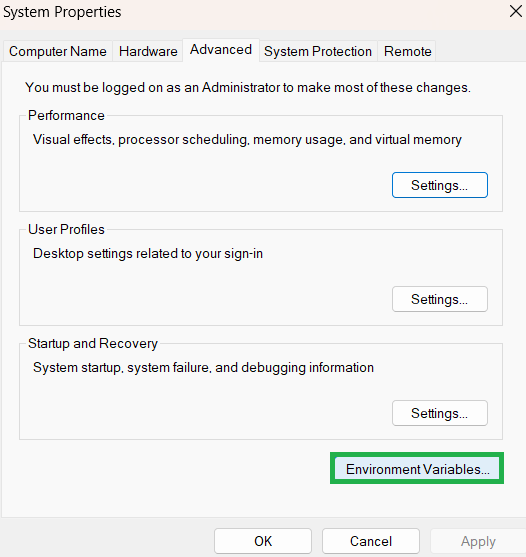 System Properties
Computer Name Hardware Advanced System Protection Remote
You must be logged on as an Administrator to make most of these changes.
Performance
Visual effects, processor scheduling, memory usage, and virtual memory
Settings...
User Profiles
Desktop settings related to your sign-in
Settings...
Startup and Recovery
System startup, system failure, and debugging information
Settings...
Environment Variables...
OK Cancel Apply